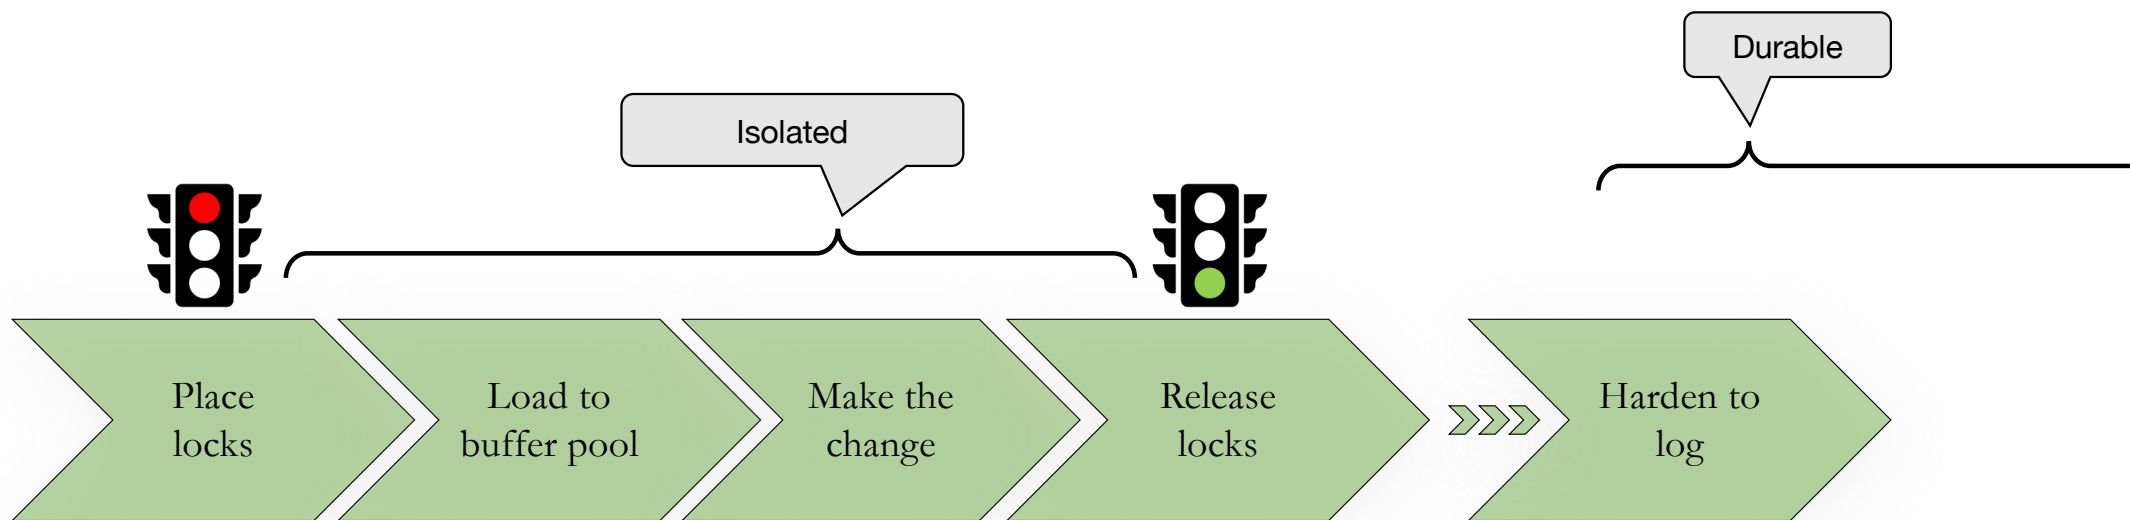 Durable
Isolated
Place
locks
Load to
buffer pool
Make the
change
Release
locks
Harden to
log